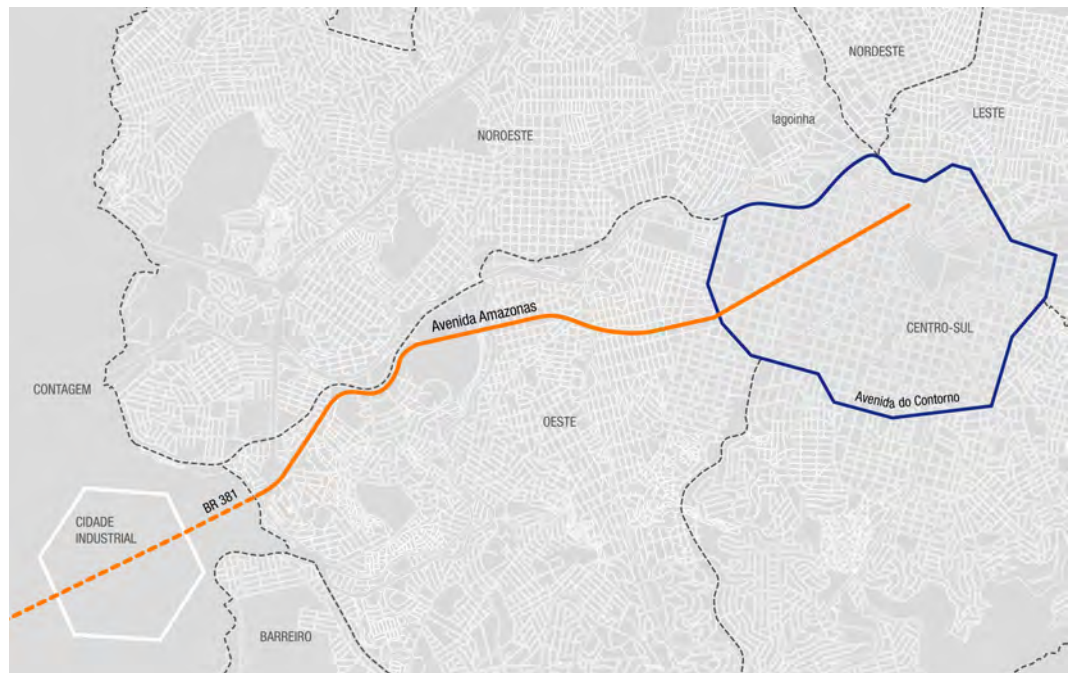 NORDESTE
LESTE
lagoinha
NOROESTE
Avenida Amazonas
CENTRO-SUL
CONTAGEM
Avenida do Contorno
OESTE
BR 381
CIDADE
INDUSTRIAL
BARREIRO